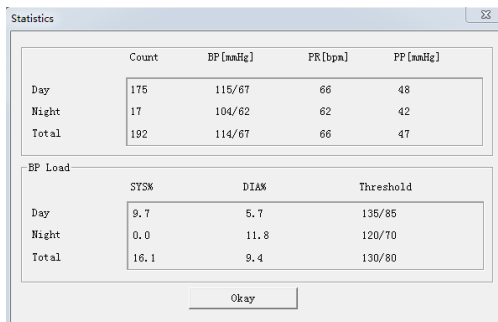 Statistics
Count BP[mmHg] PR[bpm] PP[mmHg]
Day 175 115/67 66 48
Night 17 104/62 62 42
Total 192 114/67 66 47
BP Load
SYS% DIA% Threshold
Day 9.7 5.7 135/85
Night 0.0 11.8 120/70
Total 16.1 9.4 130/80
Okay